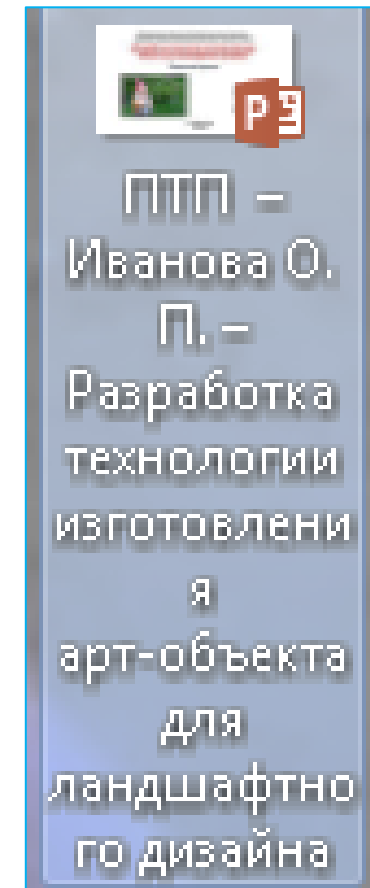 ПТП –
Иванова О.
П. –
Разработка
технологии
изготовлени
я
арт-объекта
для
ландшафтно
го дизайна